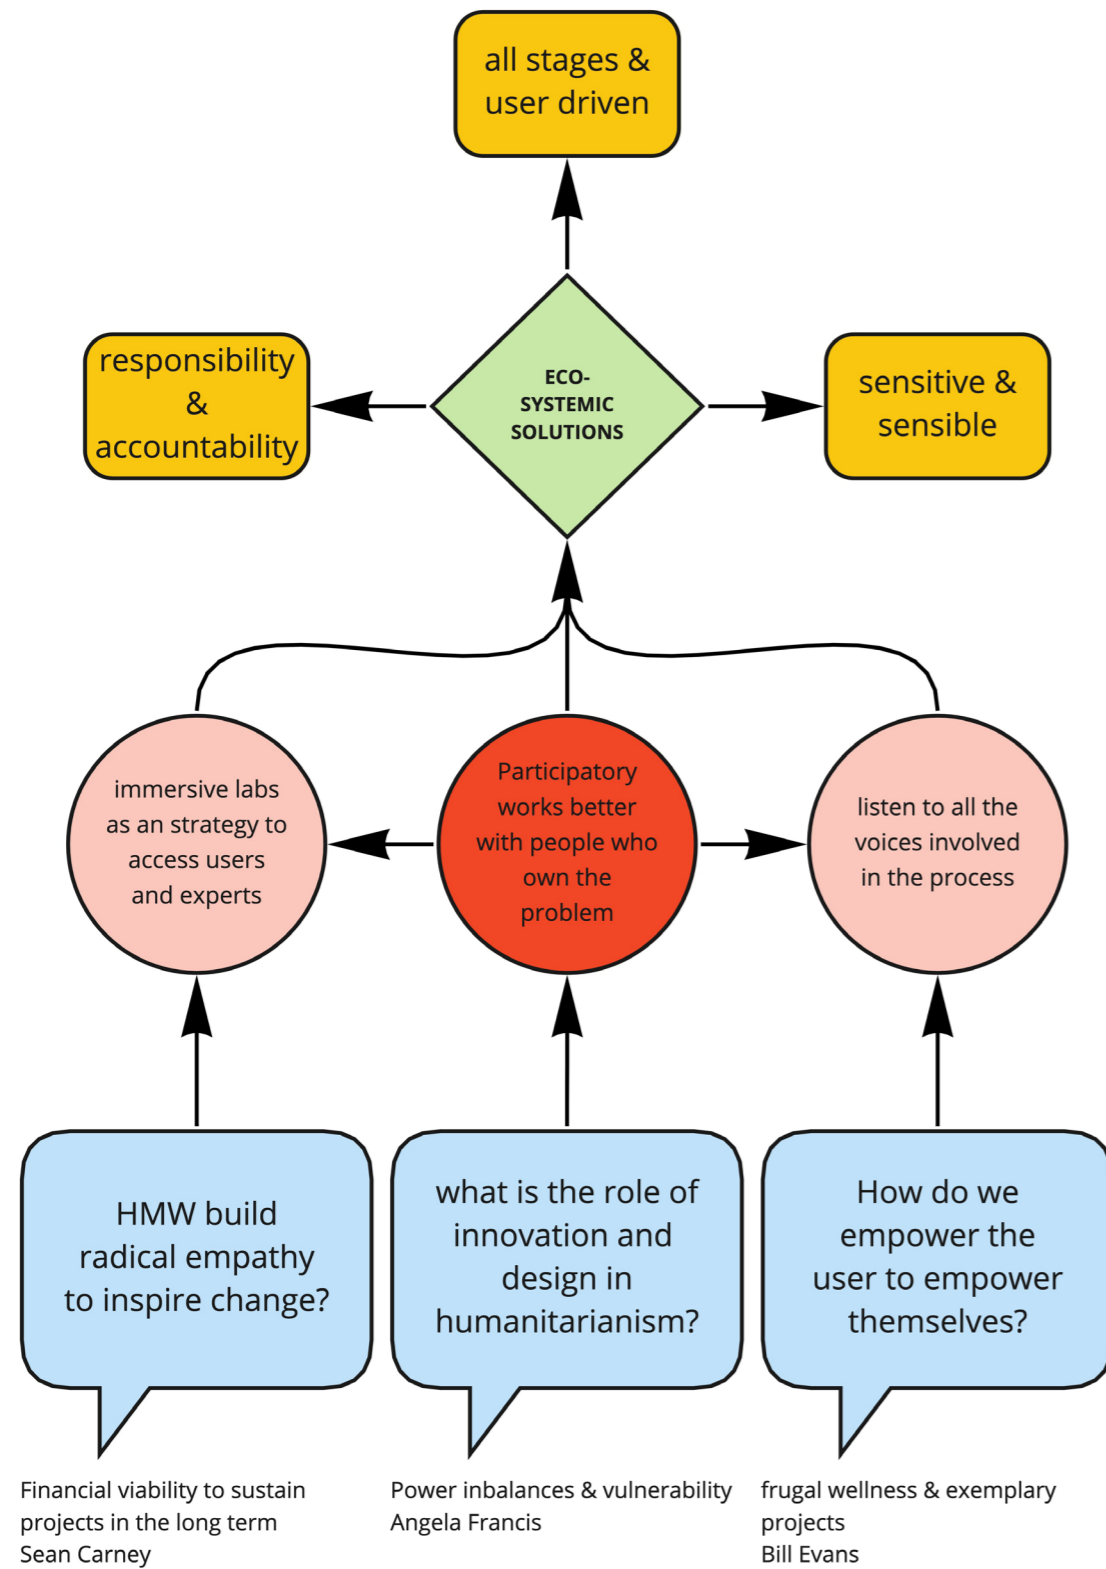 all stages &
user driven
responsibility
&
accountability
ECO-
SYSTEMIC
SOLUTIONS
sensitive &
sensible
immersive labs
as an strategy to
access users
and experts
Participatory
works better
with people who
own the
problem
listen to all the
voices involved
in the process
HMW build
radical empathy
to inspire change?
what is the role of
innovation and
design in
humanitarianism?
How do we
empower the
user to empower
themselves?
Financial viability to sustain
projects in the long term
Sean Carney
Power inbalances & vulnerability
Angela Francis
frugal wellness & exemplary
projects
Bill Evans